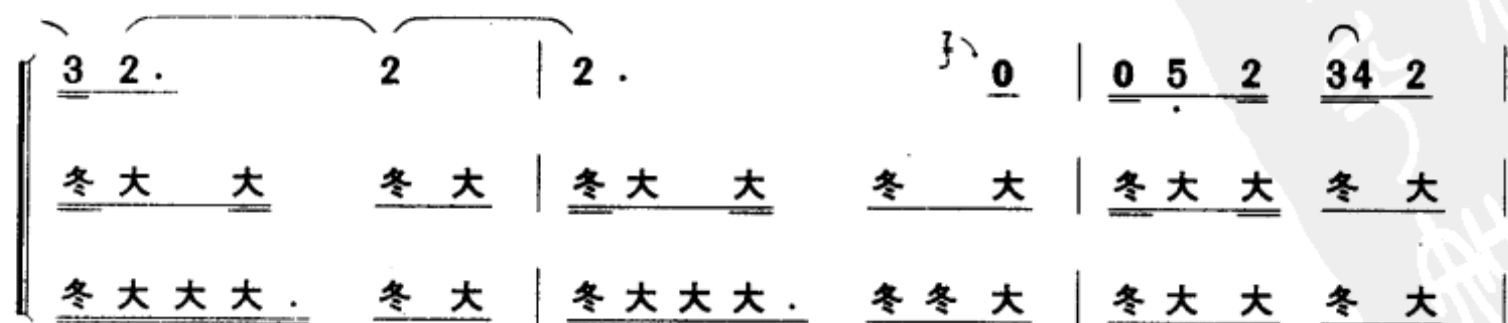 3 2 . 2 | 2 . 0 | 0 5 2 34 2 |
冬 大 大 冬 大 | 冬 大 大 冬 大 | 冬 大 大 冬 大 |
冬 大 大 大 . 冬 大 | 冬 大 大 大 . 冬 冬 大 | 冬 大 大 冬 大 |